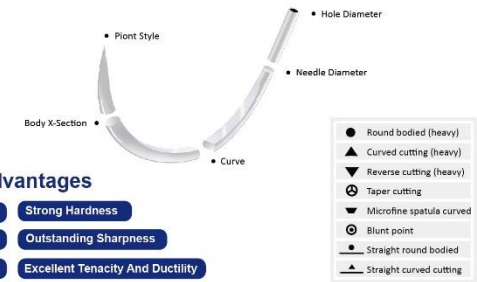 Hole Diameter
Piont Style
Needle Diameter
Body X-Section
Curve
vantages
Strong Hardness
Outstanding Sharpness
Excellent Tenacity And Ductility
Round bodied (heavy)
Curved cutting (heavy)
Reverse cutting (heavy)
Taper cutting
Microfine spatula curved
Blunt point
Straight round bodied
Straight curved cutting